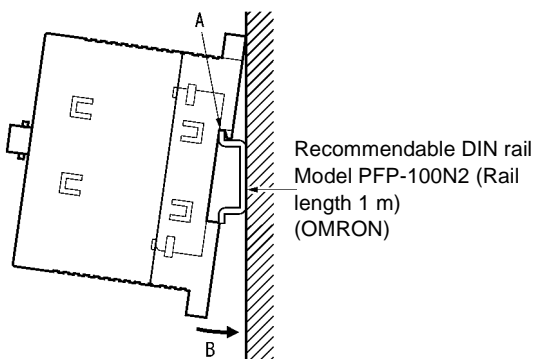 A
Recommendable DIN rail
Model PFP-100N2 (Rail
length 1 m)
(OMRON)
B